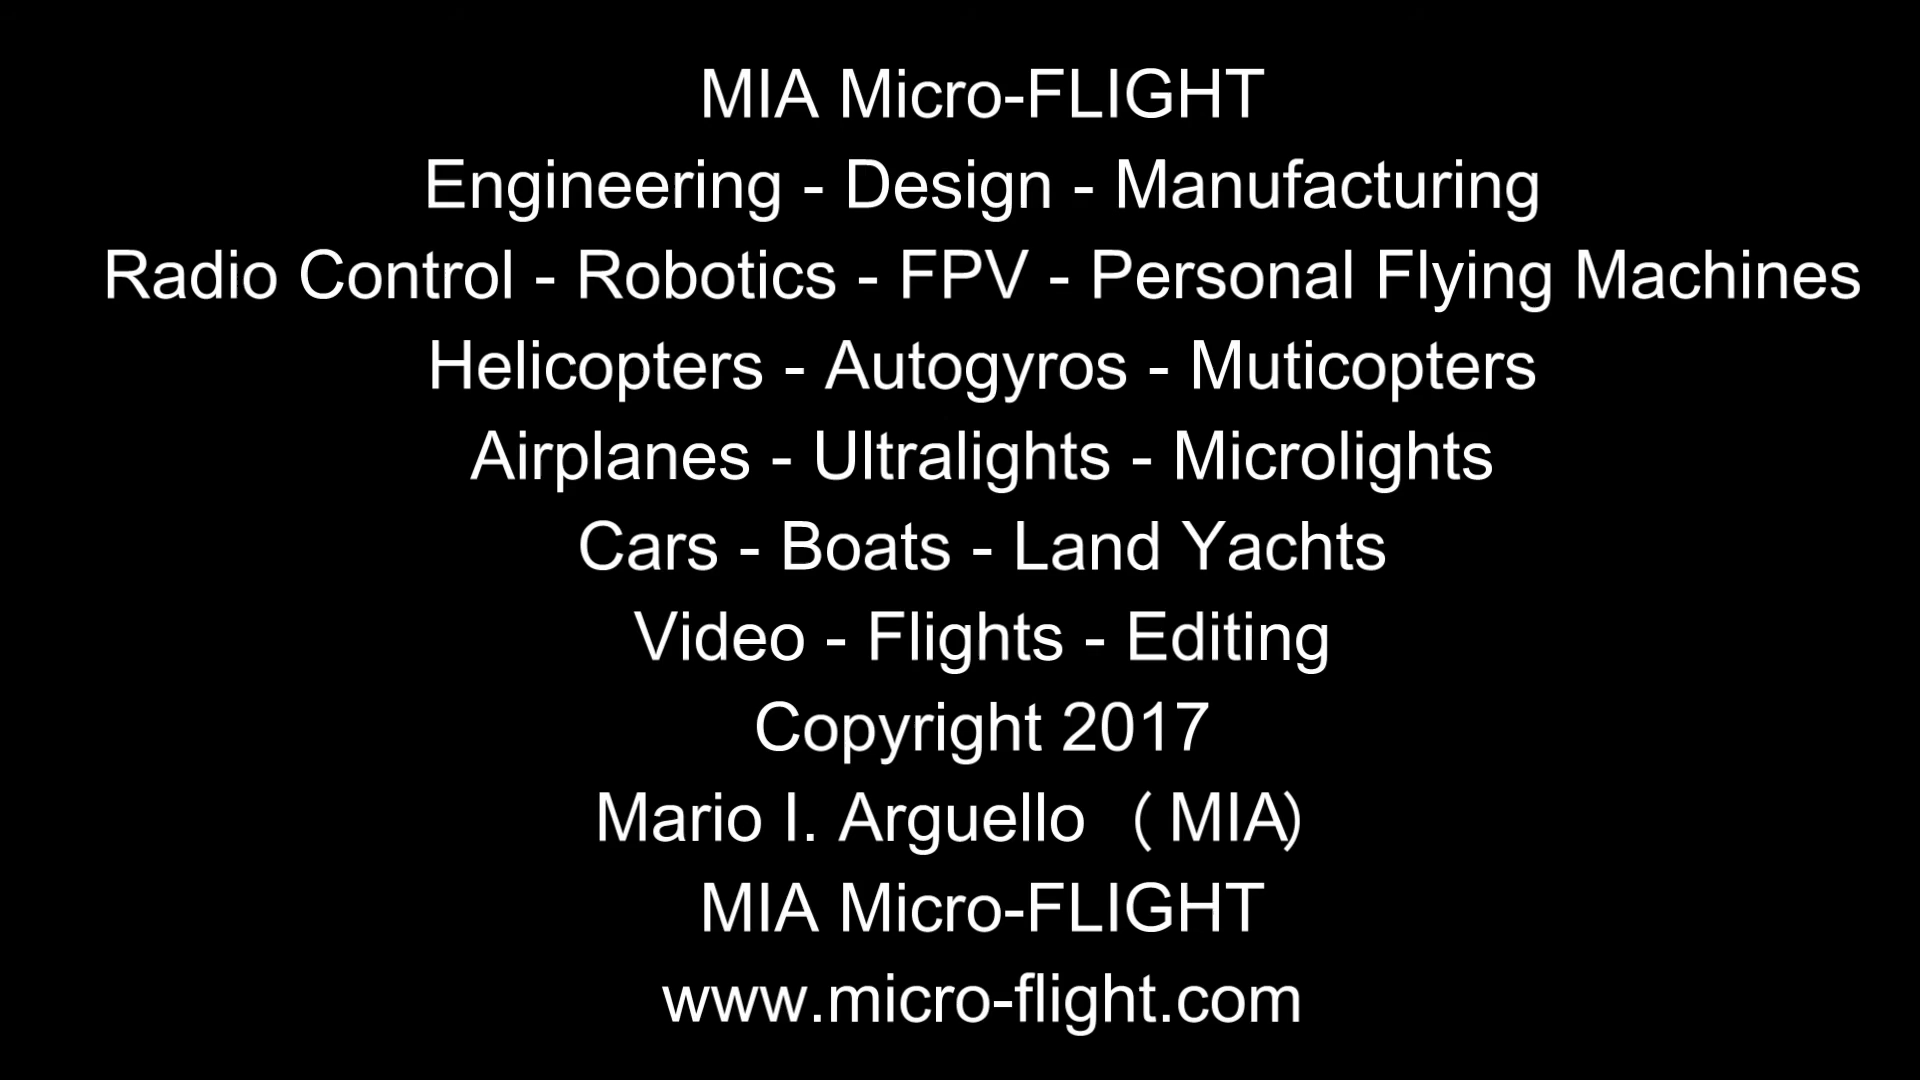 MIA Micro-FLIGHT
Engineering - Design - Manufacturing
Radio Control - Robotics - FPV - Personal Flying Machines
Helicopters - Autogyros - Muticopters
Airplanes - Ultralights - Microlights
Cars - Boats - Land Yachts
Video - Flights - Editing
Copyright 2017
Mario I. Arguello ( MIA)
MIA Micro-FLIGHT
www.micro-flight.com